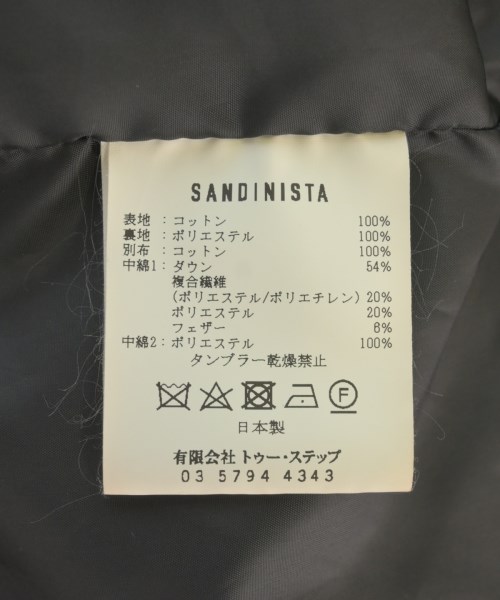 SANDINISTA
表地：コットン 100%
裏地：ポリエステル 100%
別布：コットン 100%
中綿1：ダウン 54%
複合繊維
(ポリエステル/ポリエチレン) 20%
ポリエステル 20%
フェザー 6%
中綿2：ポリエステル 100%
タンブラー乾燥禁止
F
日本製
有限会社 トゥー・ステップ
03 5794 4343